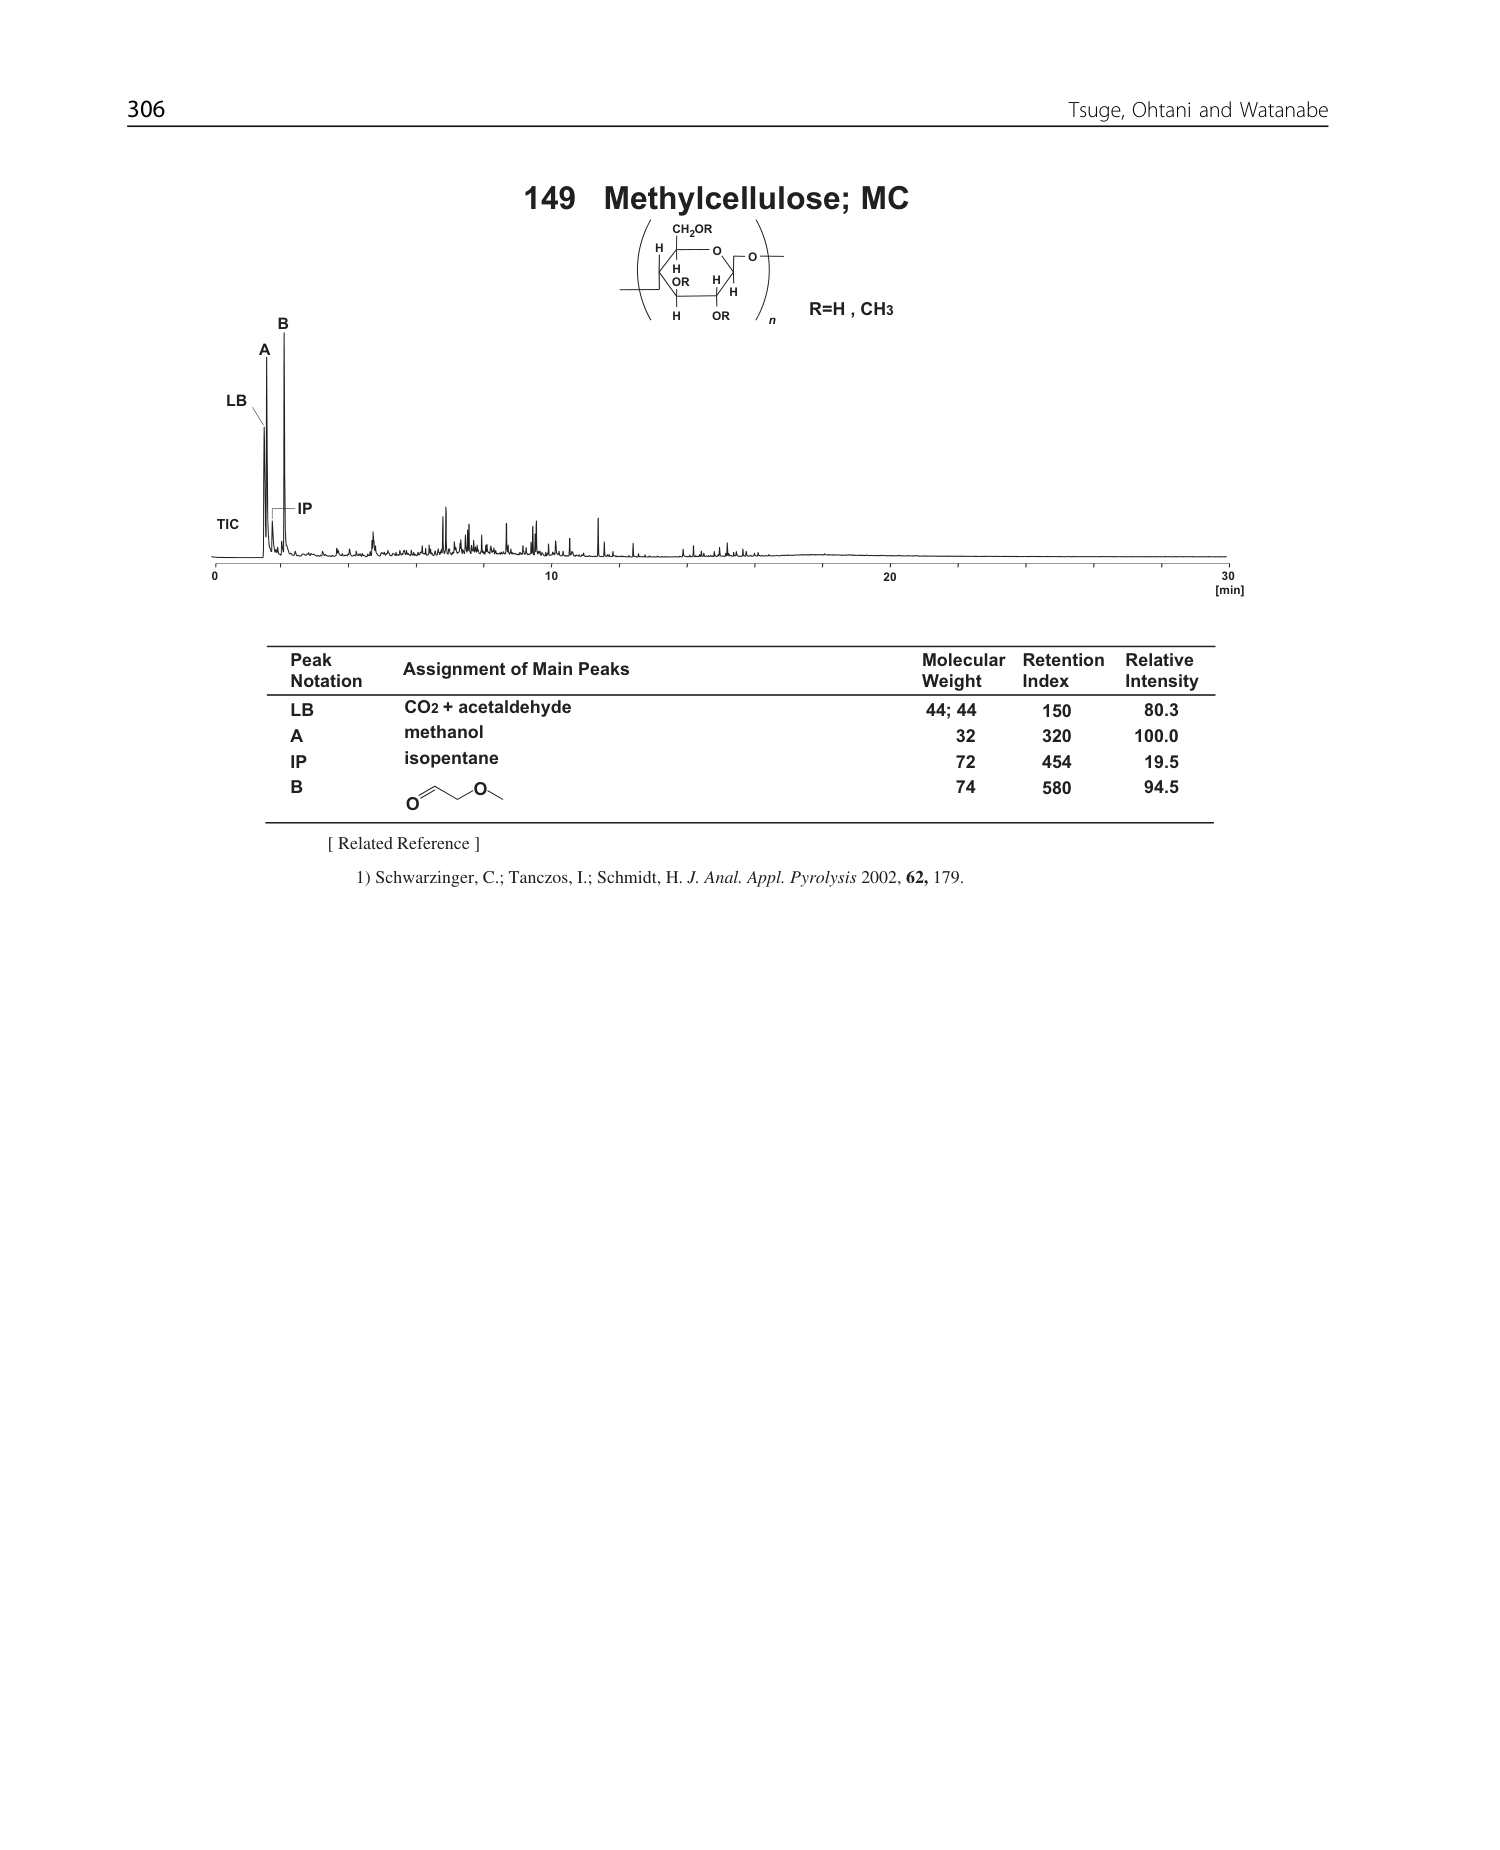 306 Tsuge, Ohtani and Watanabe
149 Methylcellulose; MC
CH2OR
H O O
H
OR H
H
H OR n
R=H , CH3
B
A
LB
IP
TIC
0 10 20 30
[min]
Peak Notation Assignment of Main Peaks Molecular Weight Retention Index Relative Intensity
LB CO2 + acetaldehyde 44; 44 150 80.3
A methanol 32 320 100.0
IP isopentane 72 454 19.5
B O O 74 580 94.5
[ Related Reference ]
1) Schwarzinger, C.; Tanczos, I.; Schmidt, H. J. Anal. Appl. Pyrolysis 2002, 62, 179.